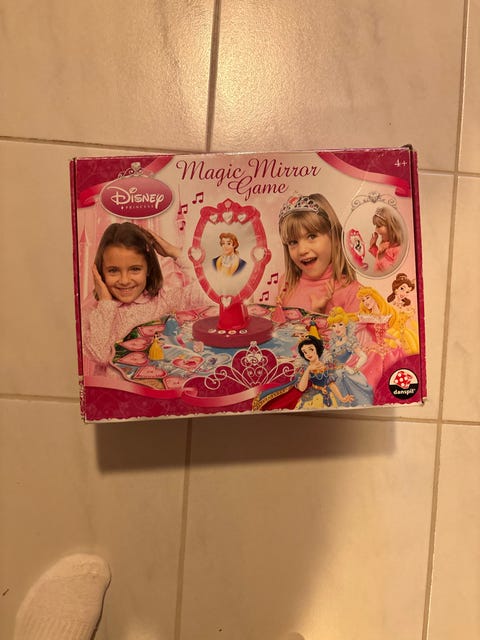 Magic Mirror
Game
4+
Disney
PRINCESS
danspil